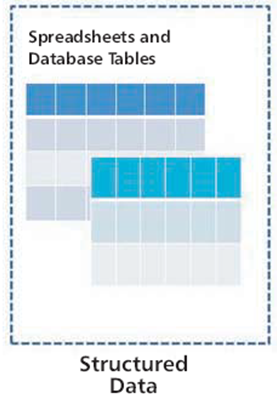 Spreadsheets and
Database Tables
Structured
Data